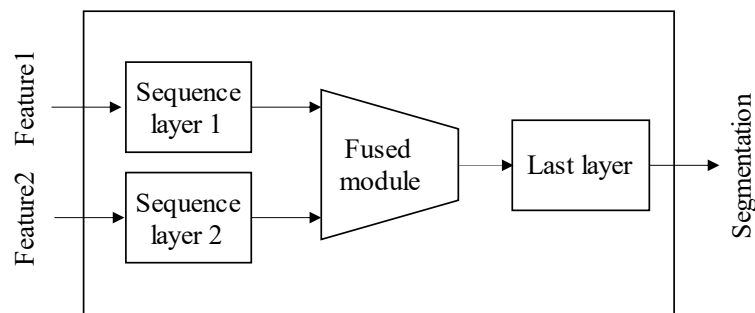 Feature1
Sequence
layer 1
Feature2
Sequence
layer 2
Fused
module
Last layer
Segmentation